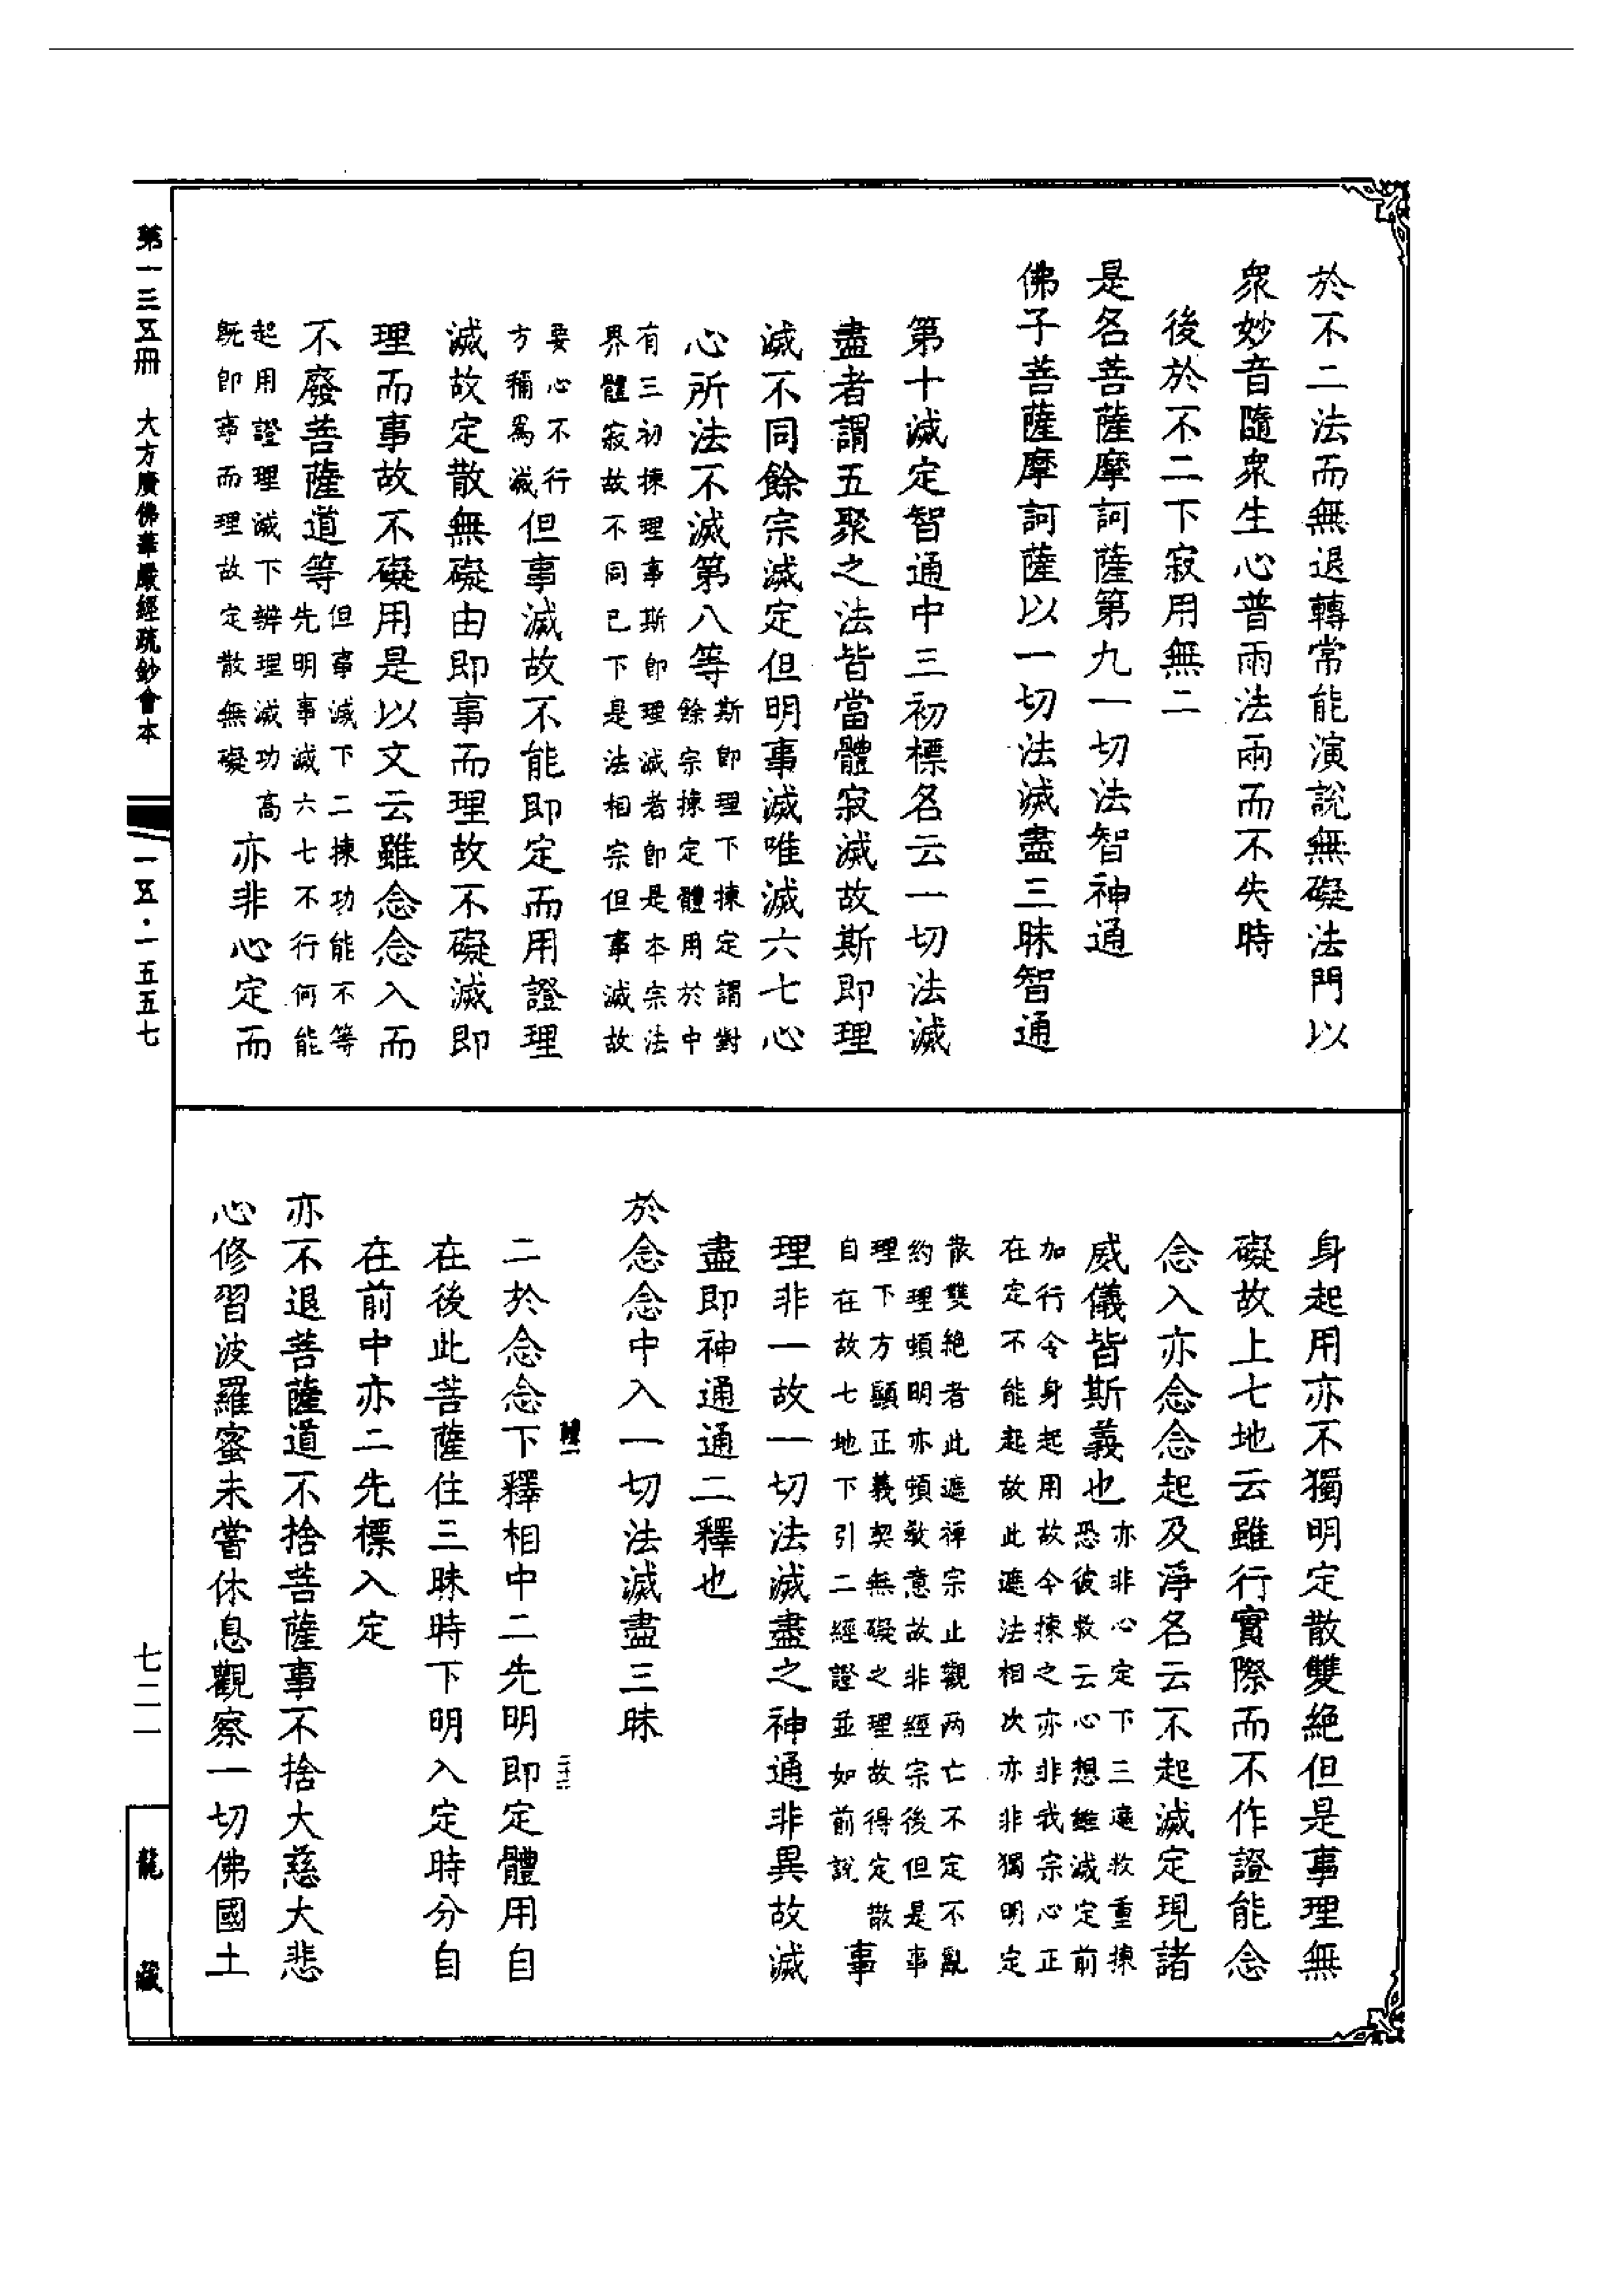 於不二法而無退轉常能演說無礙法門以
衆妙音隨衆生心普雨法雨而不失時
後於不二下寂用無二
是名菩薩摩訶薩第九一切法智神通
佛子菩薩摩訶薩以一切法滅盡三昧智通
第十滅定智通中三初標名云一切法滅
盡者謂五聚之法皆當體寂滅故斯即理
滅不同餘宗滅定但明事滅唯滅六七心
心所法不滅第八等
斯即理下揀定謂對
餘宗揀定體用於中
有三初揀理事斯即理滅者即是本宗法
界體寂故不同已下是法相宗但事滅故
要心不行
方稱爲滅
但事滅故不能即定而用證理
滅故定散無礙由即事而理故不礙滅即
理而事故不礙用是以文云雖念念入而
不廢菩薩道等
但事滅下二揀功能不等
先明事滅六七不行何能
起用證理滅下辨理滅功高
既即事而理故定散無礙
亦非心定而
身起用亦不獨明定散雙絶但是事理無
礙故上七地云雖行實際而不作證能念
念入亦念念起及淨名云不起滅定現諸
威儀皆斯義也
亦非心定下三遮救重揀
恐彼救云心想雖滅定前
加行令身起用故今揀之亦非我宗心正
在定不能起故此遮法相次亦非獨明定
散雙絶者此遮禪宗止觀两亡不定不亂
約理頓明亦頓教意故非經宗後但是事
理下方顯正義契無礙之理故得定散
自在故七地下引二經證並如前說
事
理非一故一切法滅盡之神通非異故滅
盡即神通通二釋也
於念念中入一切法滅盡三昧
二於念念下釋相中二先明即定體用自
在後此菩薩住三昧時下明入定時分自
在前中亦二先標入定
亦不退菩薩道不捨菩薩事不捨大慈大悲
心修習波羅蜜未嘗休息觀察一切佛國土
第一三五冊　大方廣佛華嚴經疏鈔會本
一五·一五五七
七二一
龍藏